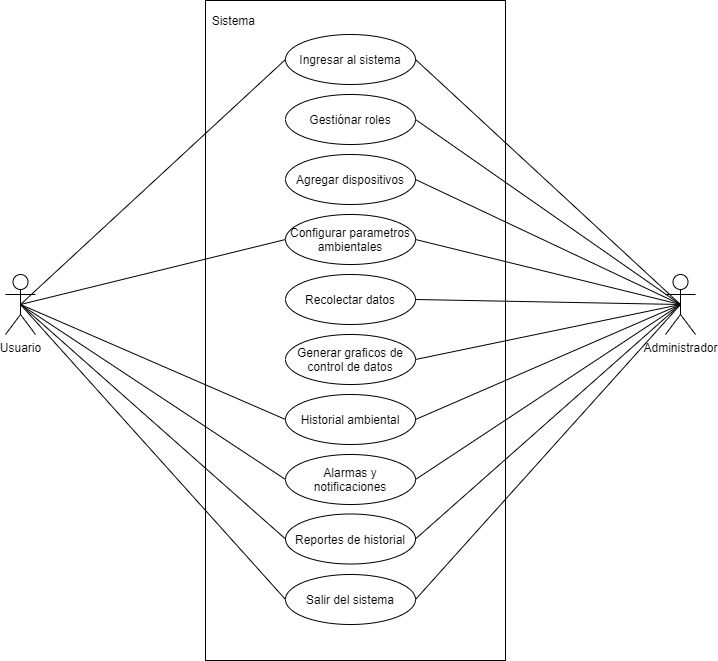 Sistema
Ingresar al sistema
Gestiónar roles
Agregar dispositivos
Configurar parametros
ambientales
Recolectar datos
Generar graficos de
control de datos
Historial ambiental
Alarmas y
notificaciones
Reportes de historial
Salir del sistema
Usuario
Administrador